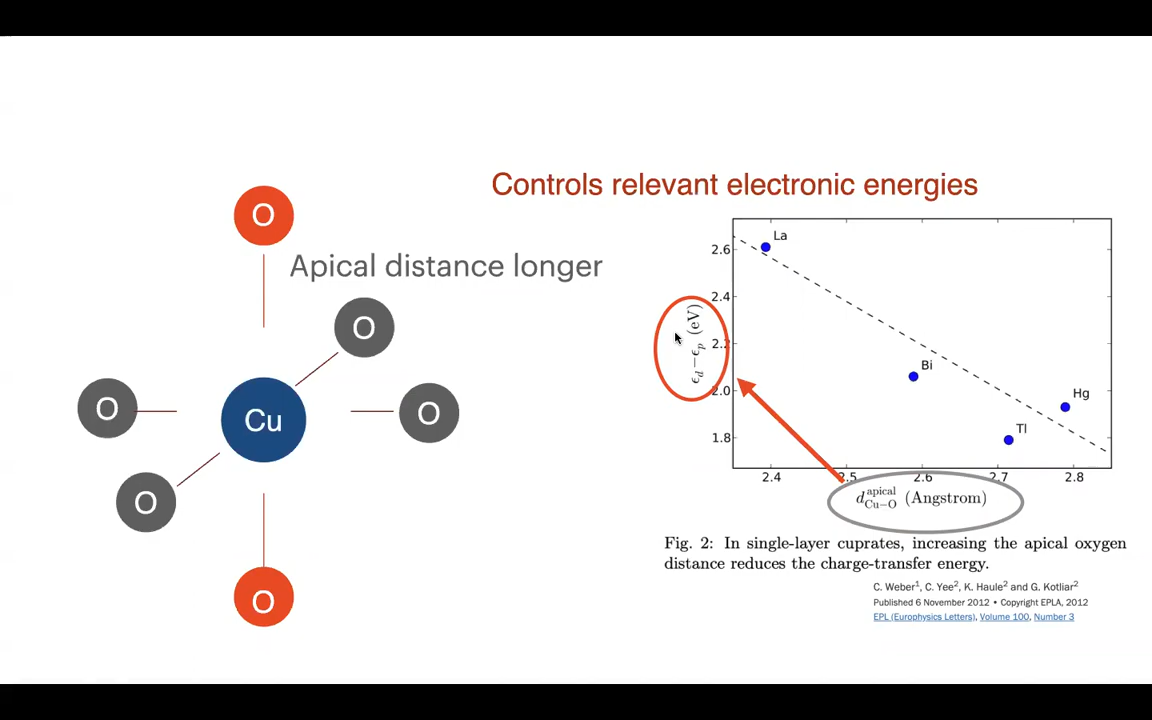 Controls relevant electronic energies
O
Apical distance longer
O
O
Cu
O
O
O
ϵd−ϵp (eV)
2.6
2.4
2.2
2.0
1.8
La
Bi
Hg
Tl
2.4 2.5 2.6 2.7 2.8
d apical Cu−O (Angstrom)
Fig. 2: In single-layer cuprates, increasing the apical oxygen
distance reduces the charge-transfer energy.
C. Weber¹, C. Yee², K. Haule² and G. Kotliar²
Published 6 November 2012 • Copyright EPLA, 2012
EPL (Europhysics Letters), Volume 100, Number 3